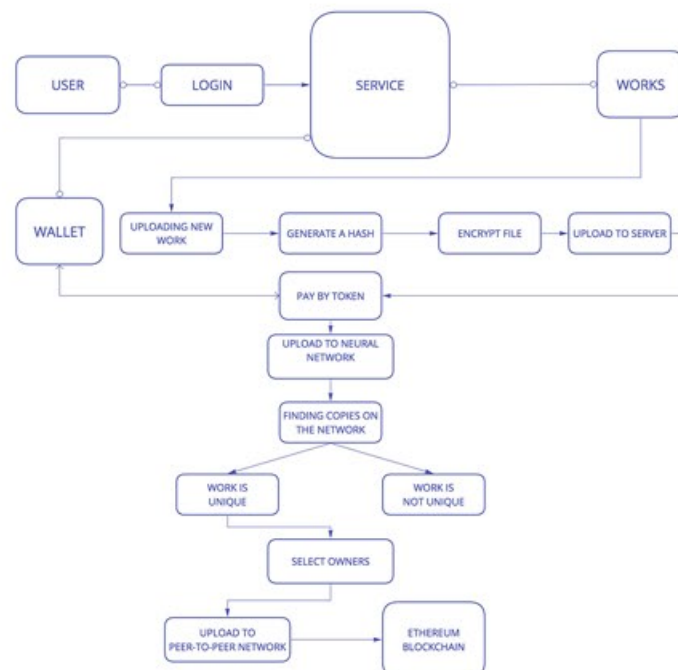 USER
LOGIN
SERVICE
WORKS
WALLET
UPLOADING NEW
WORK
GENERATE A HASH
ENCRYPT FILE
UPLOAD TO SERVER
PAY BY TOKEN
UPLOAD TO NEURAL
NETWORK
FINDING COPIES ON
THE NETWORK
WORK IS
UNIQUE
WORK IS
NOT UNIQUE
SELECT OWNERS
UPLOAD TO
PEER-TO-PEER NETWORK
ETHEREUM
BLOCKCHAIN